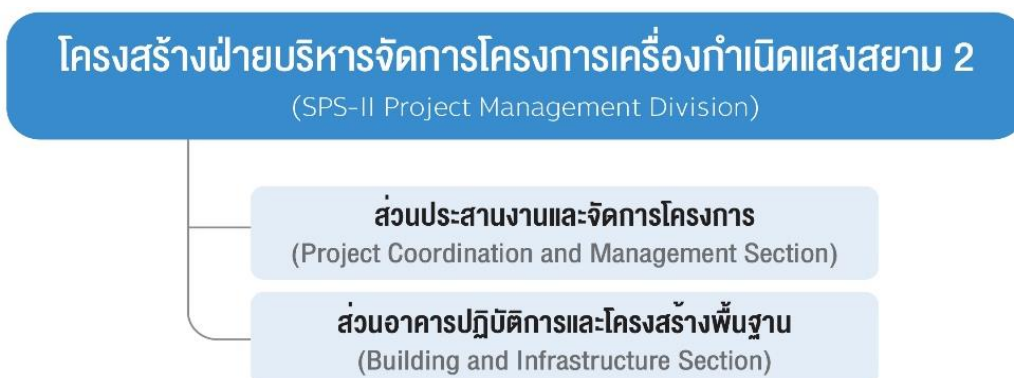 โครงสร้างฝ่ายบริหารจัดการโครงการเครื่องกำเนิดแสงสยาม 2
(SPS-II Project Management Division)
ส่วนประสานงานและจัดการโครงการ
(Project Coordination and Management Section)
ส่วนอาคารปฏิบัติการและโครงสร้างพื้นฐาน
(Building and Infrastructure Section)